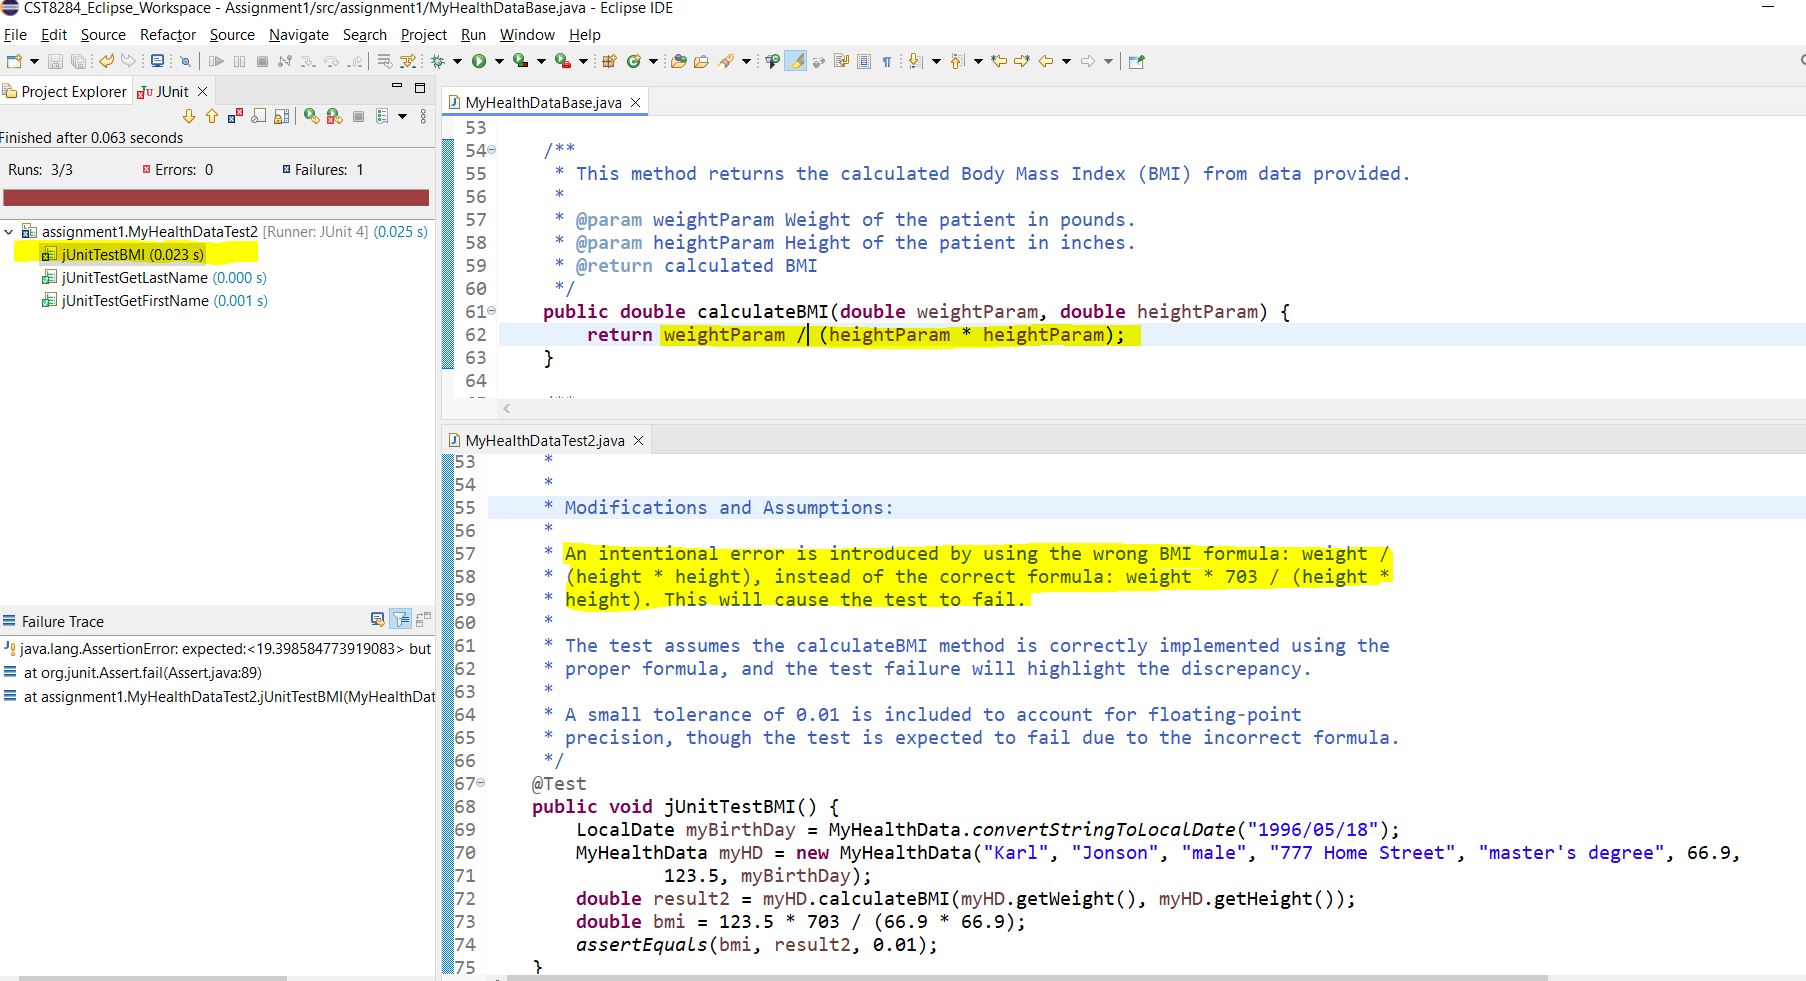 CST8284_Eclipse_Workspace - Assignment1/src/assignment1/MyHealthDataBase.java - Eclipse IDE
File Edit Source Refactor Source Navigate Search Project Run Window Help
Project Explorer JUnit
Finished after 0.063 seconds
Runs: 3/3 Errors: 0 Failures: 1
assignment1.MyHealthDataTest2 [Runner: JUnit 4] (0.025 s)
jUnitTestBMI (0.023 s)
jUnitTestGetLastName (0.000 s)
jUnitTestGetFirstName (0.001 s)
Failure Trace
java.lang.AssertionError: expected:<19.398584773919083> but
at org.junit.Assert.fail(Assert.java:89)
at assignment1.MyHealthDataTest2.jUnitTestBMI(MyHealthDat
MyHealthDataBase.java
53
54 /**
55 * This method returns the calculated Body Mass Index (BMI) from data provided.
56 *
57 * @param weightParam Weight of the patient in pounds.
58 * @param heightParam Height of the patient in inches.
59 * @return calculated BMI
60 */
61 public double calculateBMI(double weightParam, double heightParam) {
62 return weightParam / (heightParam * heightParam);
63 }
64
MyHealthDataTest2.java
53 *
54 *
55 * Modifications and Assumptions:
56 *
57 * An intentional error is introduced by using the wrong BMI formula: weight /
58 * (height * height), instead of the correct formula: weight * 703 / (height *
59 * height). This will cause the test to fail.
60 *
61 * The test assumes the calculateBMI method is correctly implemented using the
62 * proper formula, and the test failure will highlight the discrepancy.
63 *
64 * A small tolerance of 0.01 is included to account for floating-point
65 * precision, though the test is expected to fail due to the incorrect formula.
66 */
67 @Test
68 public void jUnitTestBMI() {
69 LocalDate myBirthDay = MyHealthData.convertStringToLocalDate("1996/05/18");
70 MyHealthData myHD = new MyHealthData("Karl", "Jonson", "male", "777 Home Street", "master's degree", 66.9,
71 123.5, myBirthDay);
72 double result2 = myHD.calculateBMI(myHD.getWeight(), myHD.getHeight());
73 double bmi = 123.5 * 703 / (66.9 * 66.9);
74 assertEquals(bmi, result2, 0.01);
75 }